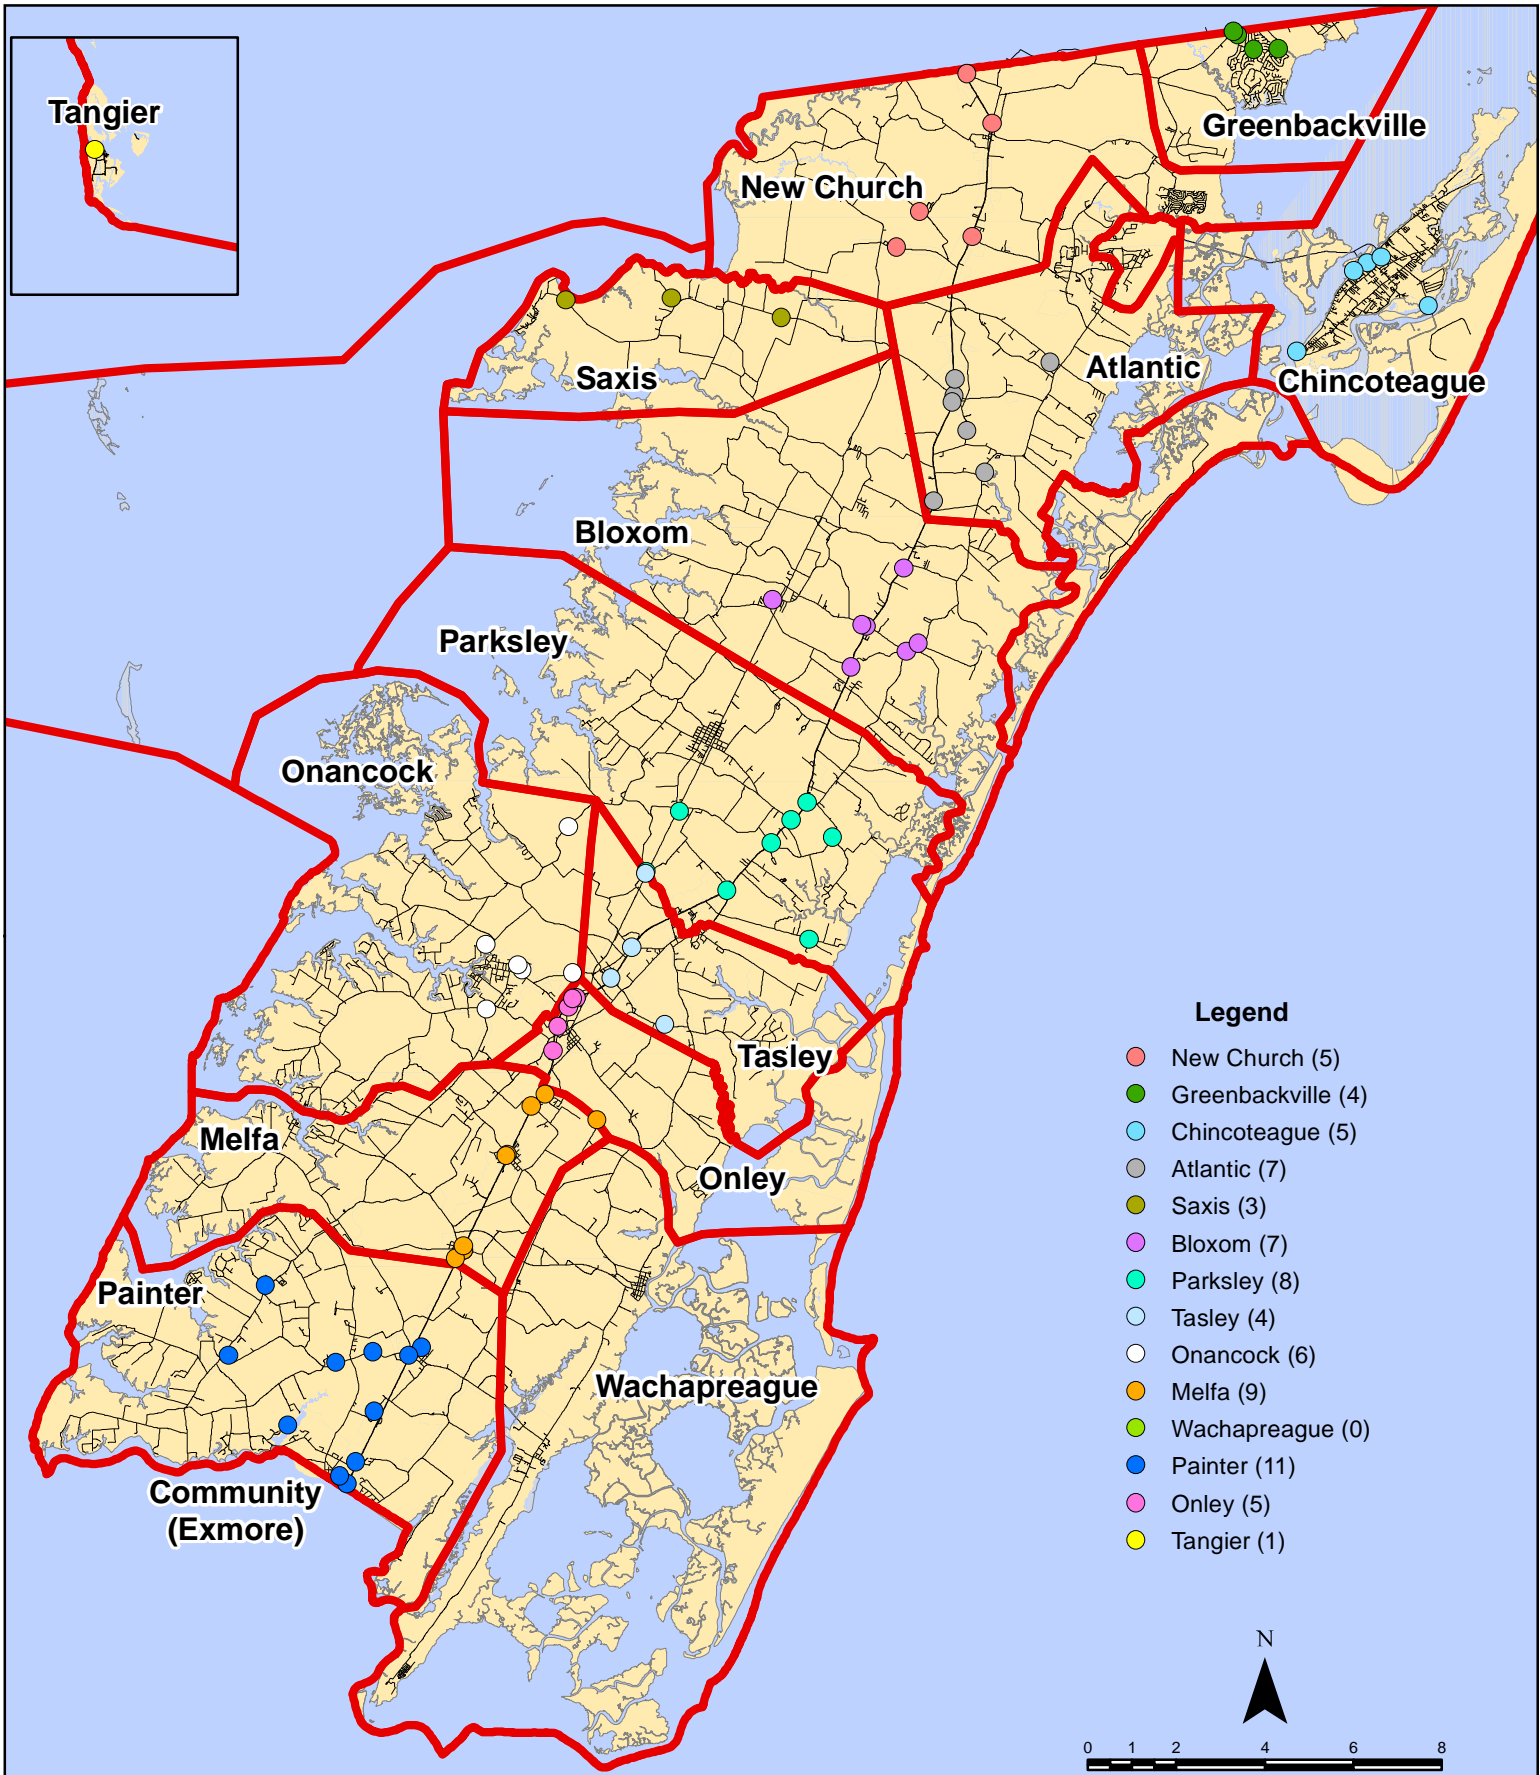 Tangier
Greenbackville
New Church
Atlantic
Saxis
Chincoteague
Bloxom
Parksley
Onancock
Tasley
Melfa
Onley
Painter
Wachapreague
Community
(Exmore)
Legend
New Church (5)
Greenbackville (4)
Chincoteague (5)
Atlantic (7)
Saxis (3)
Bloxom (7)
Parksley (8)
Tasley (4)
Onancock (6)
Melfa (9)
Wachapreague (0)
Painter (11)
Onley (5)
Tangier (1)
N
0 1 2 4 6 8